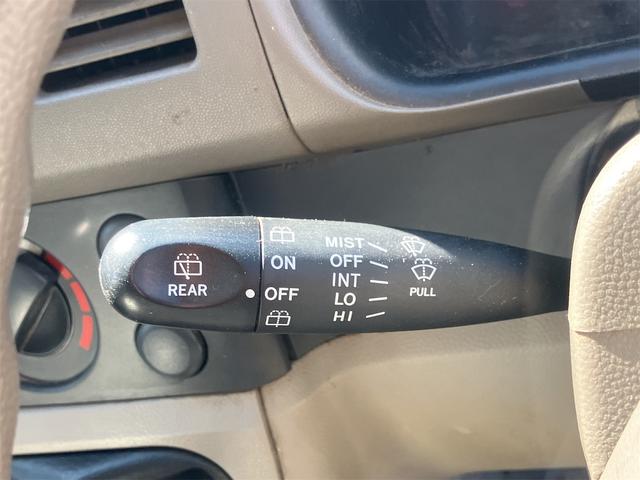 REAR
ON
OFF
MIST
OFF
INT
LO
HI
PULL